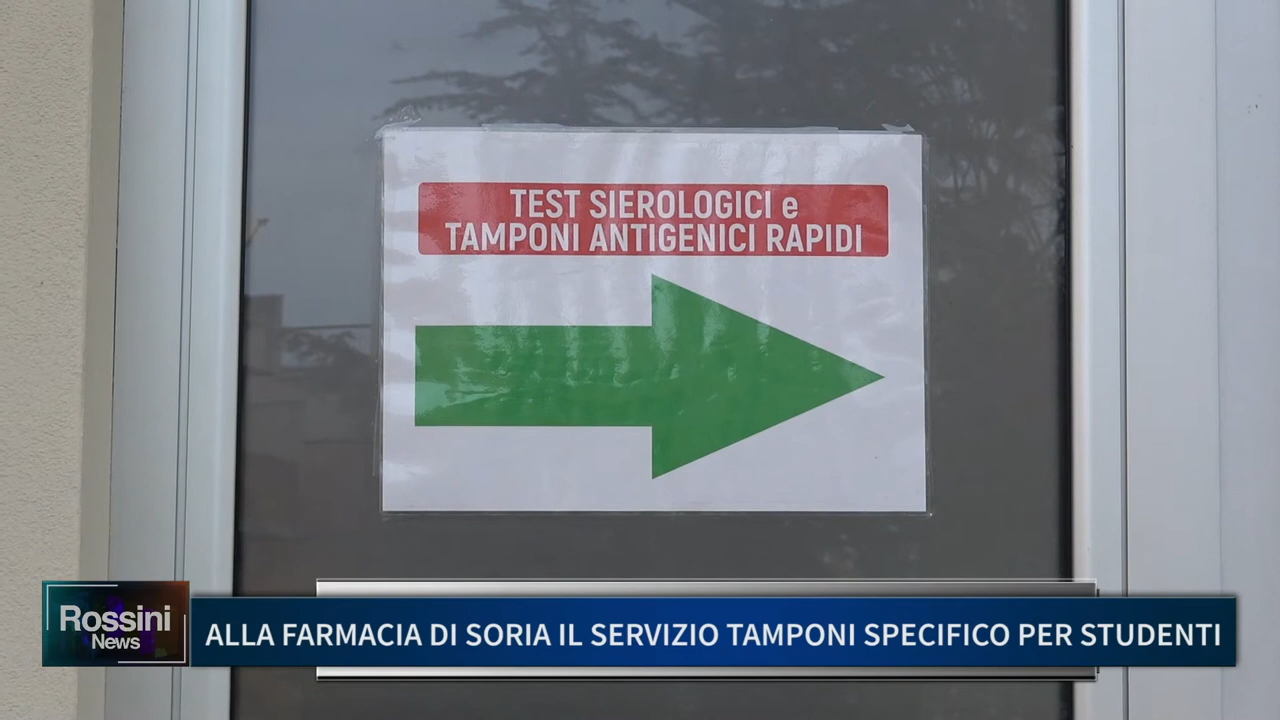 TEST SIEROLOGICI e
TAMPONI ANTIGENICI RAPIDI
Rossini
News
ALLA FARMACIA DI SORIA IL SERVIZIO TAMPONI SPECIFICO PER STUDENTI